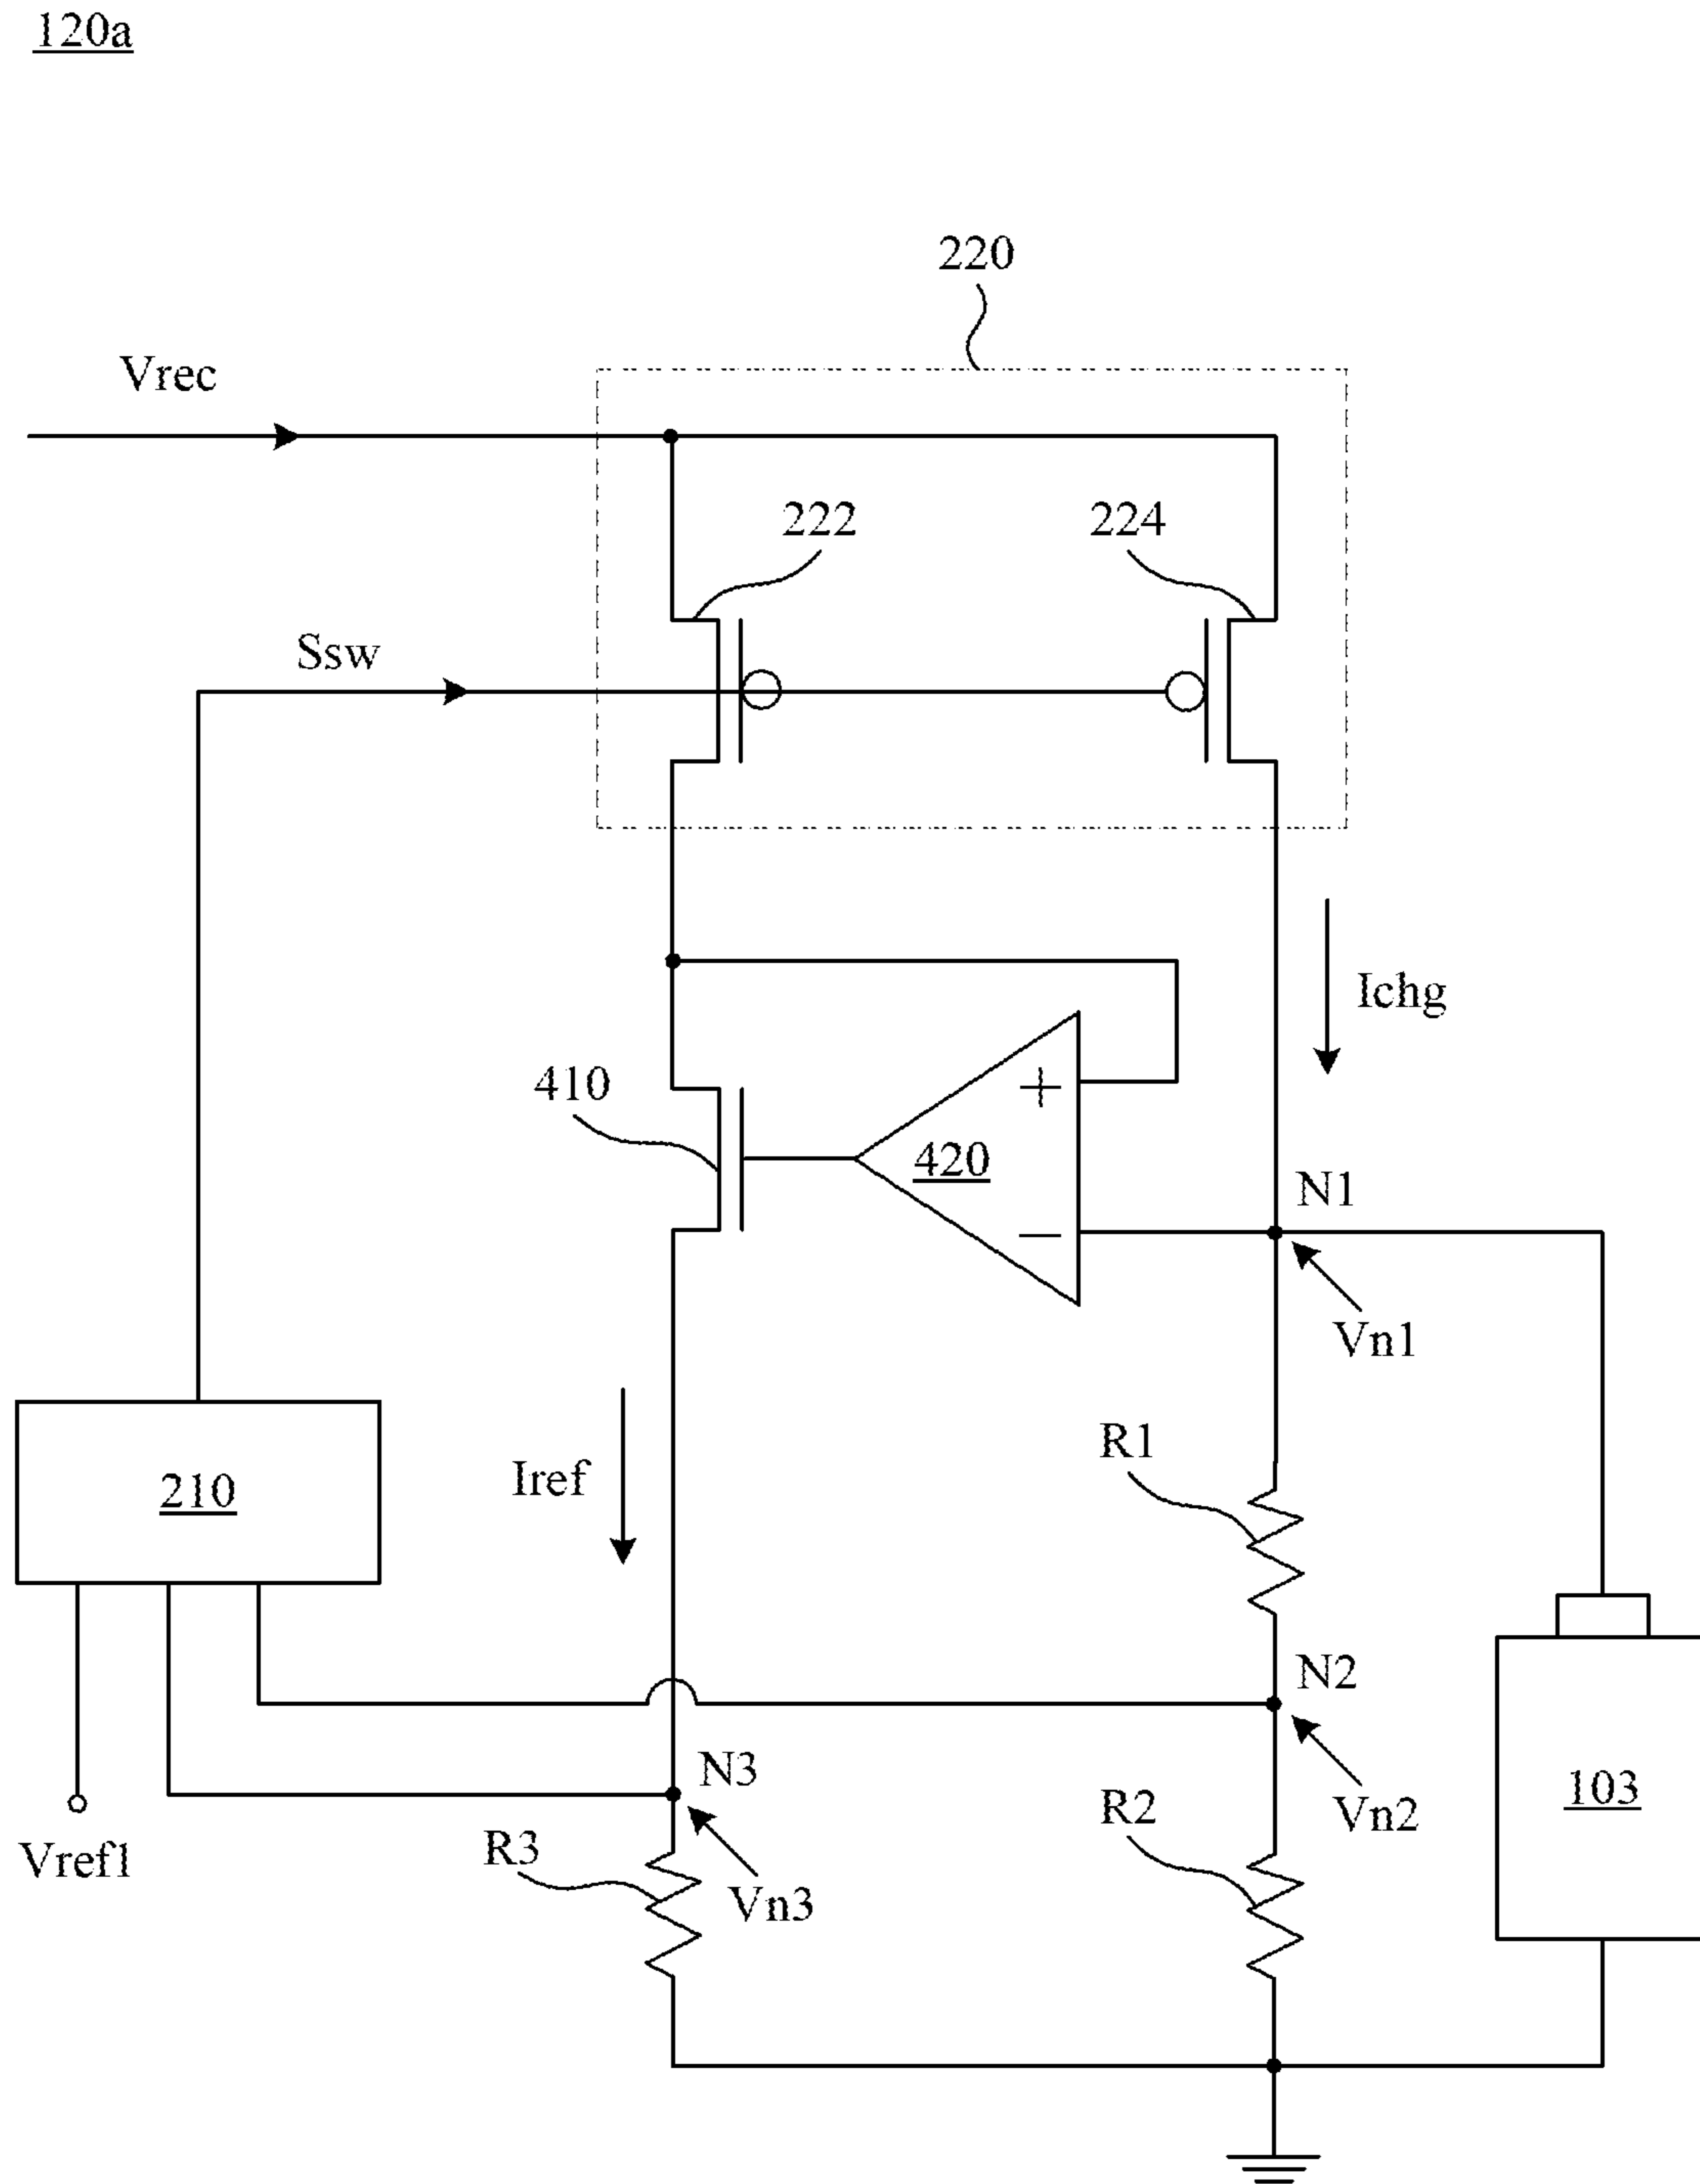 120a
220
Vrec
222
224
Ssw
Ichg
410
+
420
N1
−
Vn1
R1
Iref
210
N2
N3
103
R2
Vn2
R3
Vref1
Vn3